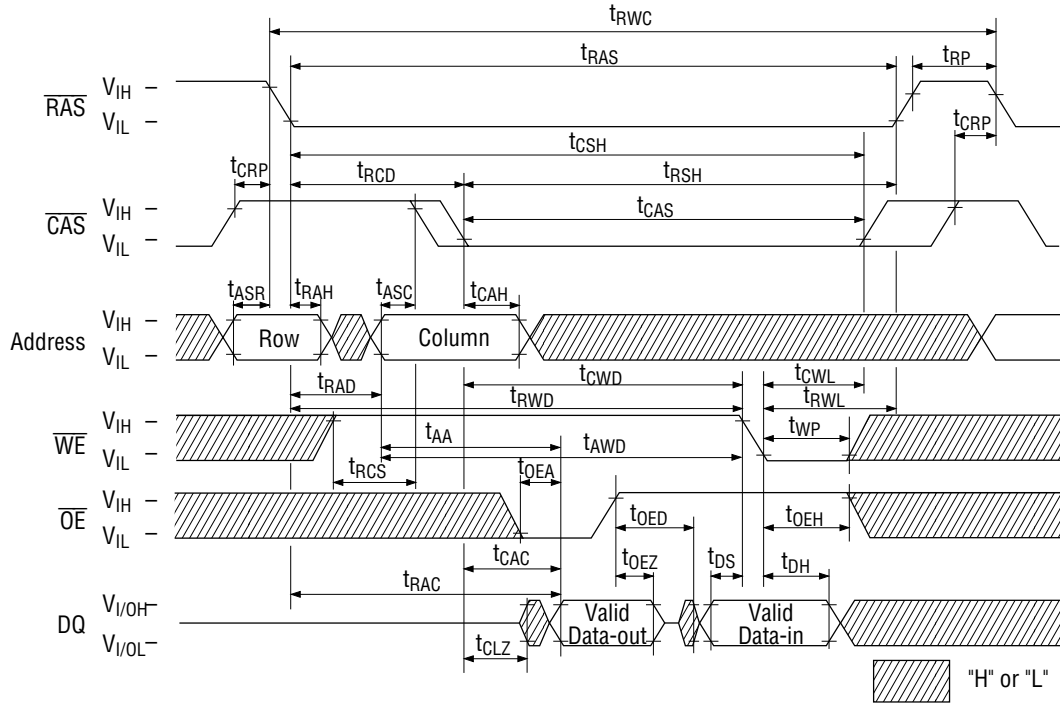 tRWC
tRAS
tRP
RAS
VIH
VIL
tCRP
tCSH
tCRP
tRCD
tRSH
CAS
VIH
VIL
tCAS
tASR
tRAH
tASC
tCAH
Address
VIH
VIL
Row
Column
tRAD
tCWD
tCWL
tRWD
tRWL
WE
VIH
VIL
tAA
tAWD
tWP
tRCS
tOEA
OE
VIH
VIL
tOED
tOEH
tCAC
tOEZ
tDS
tDH
tRAC
DQ
VI/OH
VI/OL
Valid
Data-out
Valid
Data-in
tCLZ
"H" or "L"